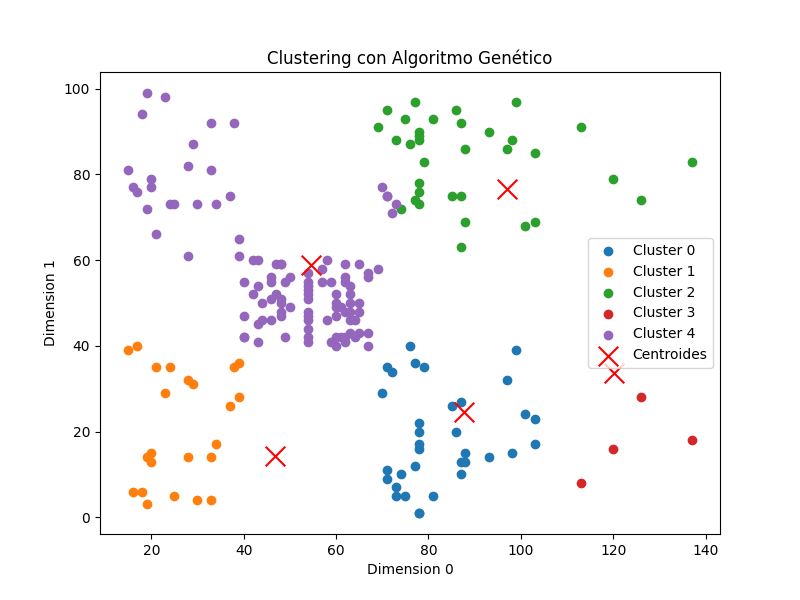 Clustering con Algoritmo Genético
100
80
60
40
20
0
Dimension 1
20 40 60 80 100 120 140
Dimension 0
Cluster 0
Cluster 1
Cluster 2
Cluster 3
Cluster 4
Centroides